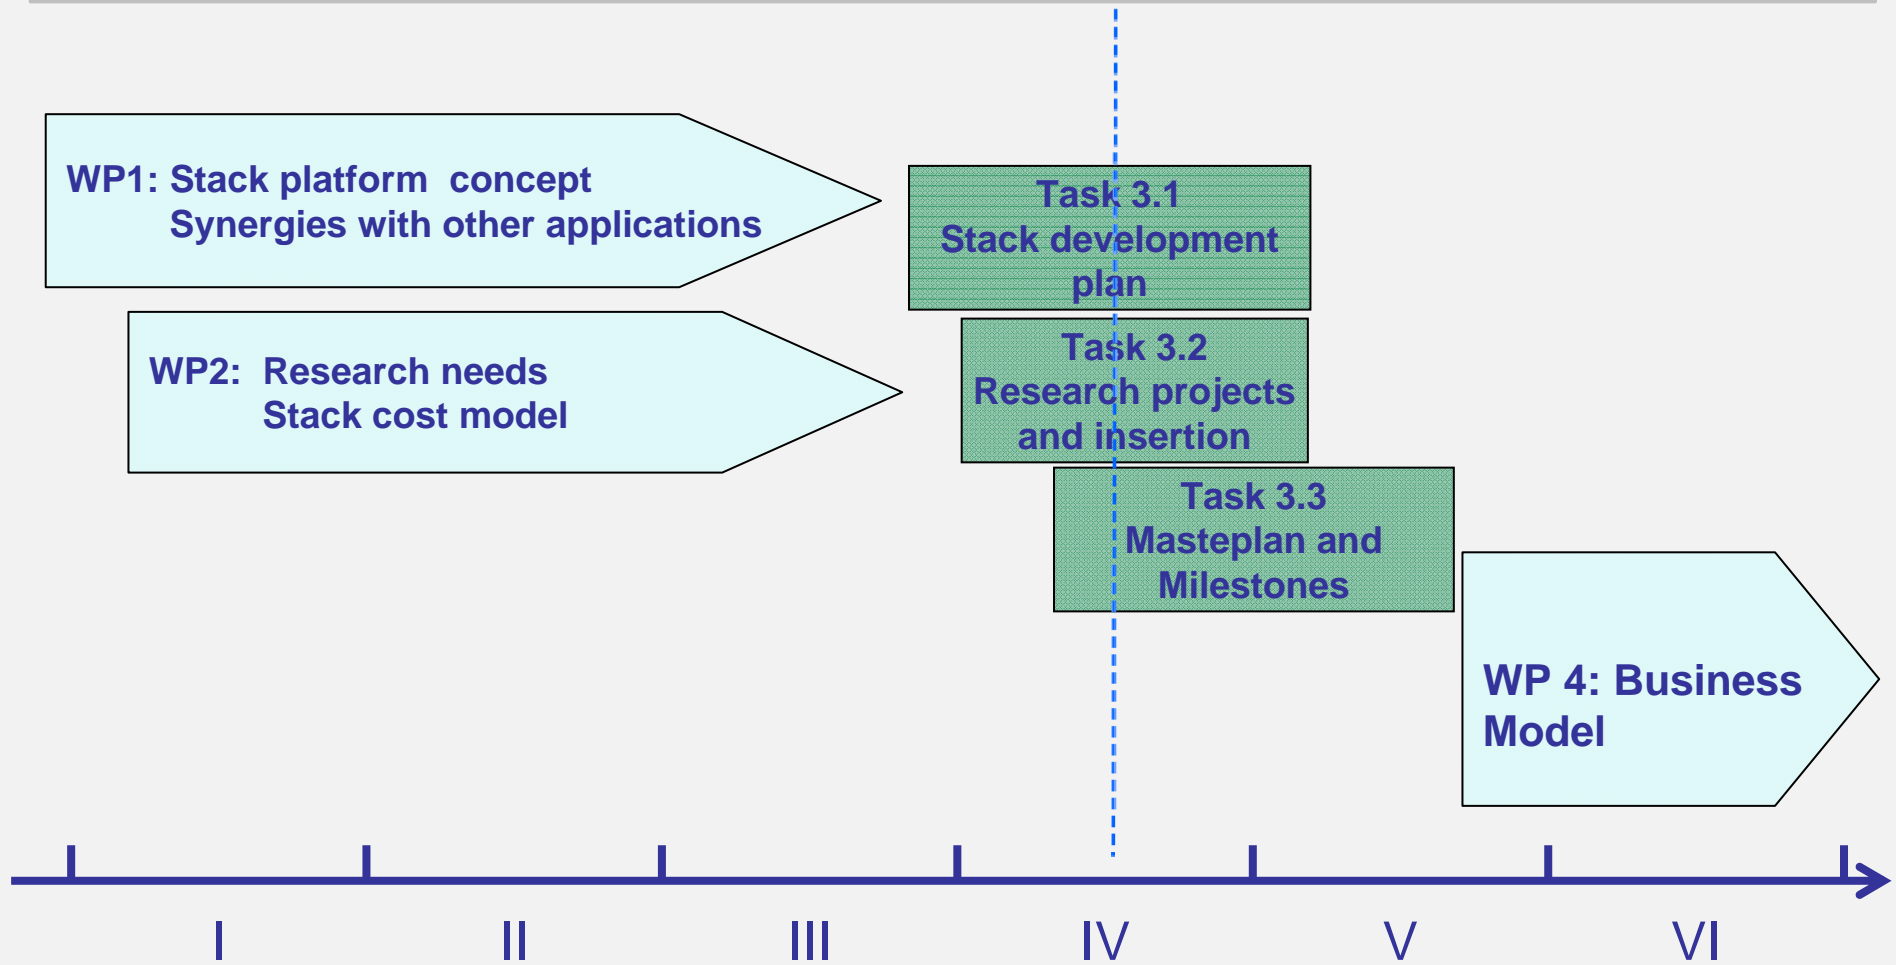 WP1: Stack platform  concept
Synergies with other applications
Task 3.1
Stack development
plan
WP2:  Research needs
Stack cost model
Task 3.2
Research projects
and insertion
Task 3.3
Masteplan and
Milestones
WP 4: Business
Model
I II III IV V VI